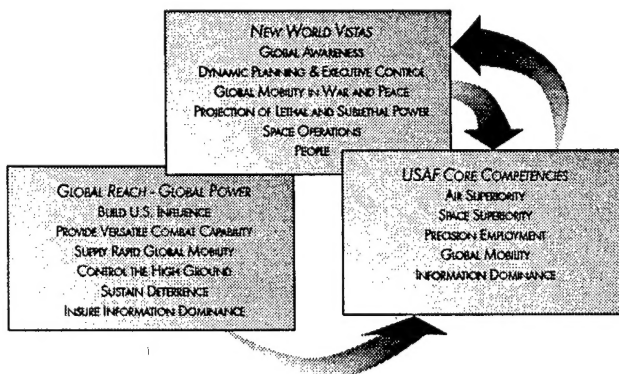 NEW WORLD VISTAS
GLOBAL AWARENESS
DYNAMIC PLANNING & EXECUTIVE CONTROL
GLOBAL MOBILITY IN WAR AND PEACE
PROJECTION OF LETHAL AND SUBLETHAL POWER
SPACE OPERATIONS
PEOPLE
GLOBAL REACH - GLOBAL POWER
BUILD U.S. INFLUENCE
PROVIDE VERSATILE COMBAT CAPABILITY
SUPPLY RAPID GLOBAL MOBILITY
CONTROL THE HIGH GROUND
SUSTAIN DETERRENCE
INSURE INFORMATION DOMINANCE
USAF CORE COMPETENCIES
AIR SUPERIORITY
SPACE SUPERIORITY
PRECISION EMPLOYMENT
GLOBAL MOBILITY
INFORMATION DOMINANCE